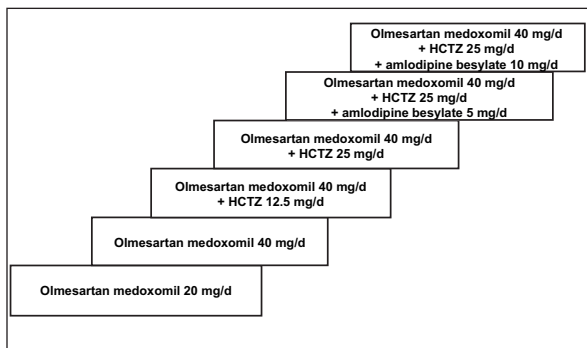 Olmesartan medoxomil 40 mg/d
+ HCTZ 25 mg/d
+ amlodipine besylate 10 mg/d
Olmesartan medoxomil 40 mg/d
+ HCTZ 25 mg/d
+ amlodipine besylate 5 mg/d
Olmesartan medoxomil 40 mg/d
+ HCTZ 25 mg/d
Olmesartan medoxomil 40 mg/d
+ HCTZ 12.5 mg/d
Olmesartan medoxomil 40 mg/d
Olmesartan medoxomil 20 mg/d